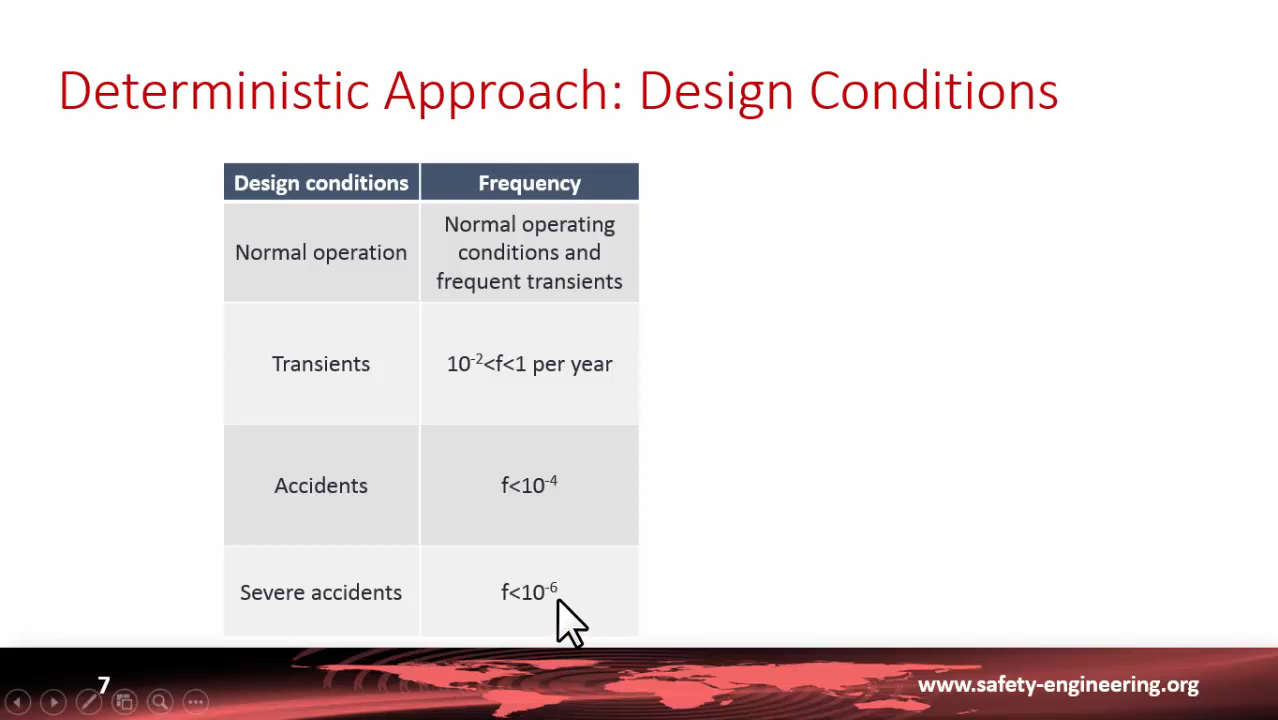 Deterministic Approach: Design Conditions
Design conditions
Frequency
Normal operation
Normal operating
conditions and
frequent transients
Transients
10⁻²<f<1 per year
Accidents
f<10⁻⁴
Severe accidents
f<10⁻⁶
7
www.safety-engineering.org